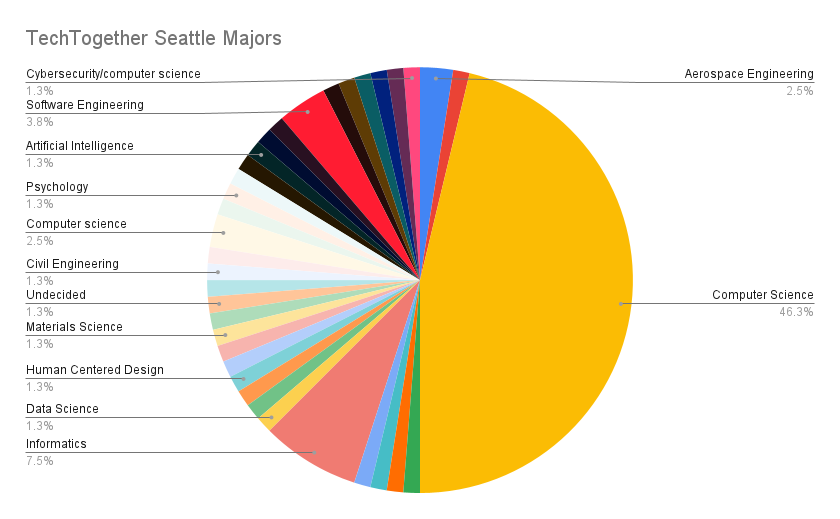 TechTogether Seattle Majors
Cybersecurity/computer science
1.3%
Software Engineering
3.8%
Artificial Intelligence
1.3%
Psychology
1.3%
Computer science
2.5%
Civil Engineering
1.3%
Undecided
1.3%
Materials Science
1.3%
Human Centered Design
1.3%
Data Science
1.3%
Informatics
7.5%
Aerospace Engineering
2.5%
Computer Science
46.3%